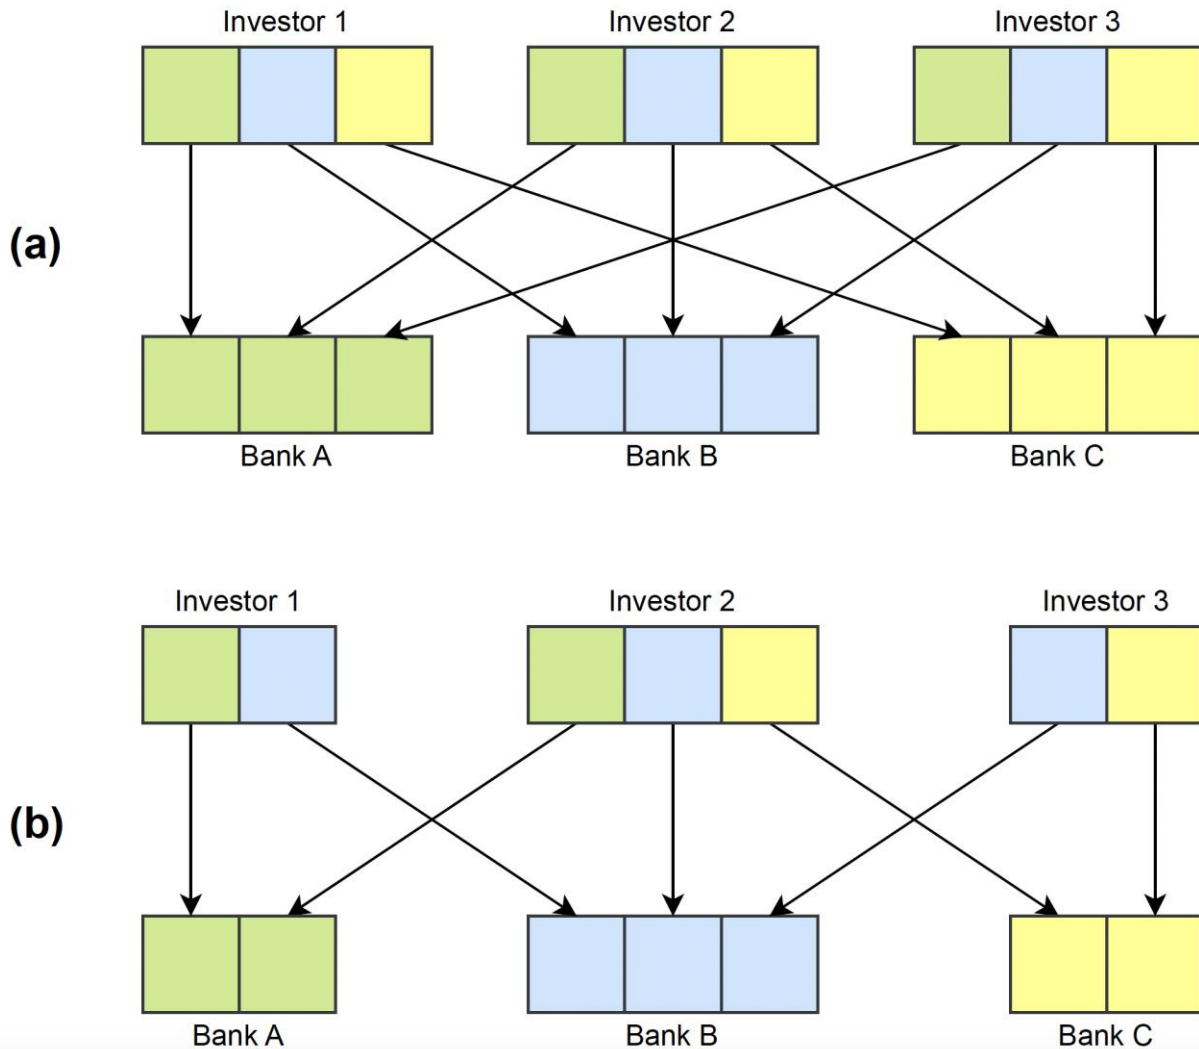 Investor 1 Investor 2 Investor 3
(a)
Bank A Bank B Bank C
Investor 1 Investor 2 Investor 3
(b)
Bank A Bank B Bank C